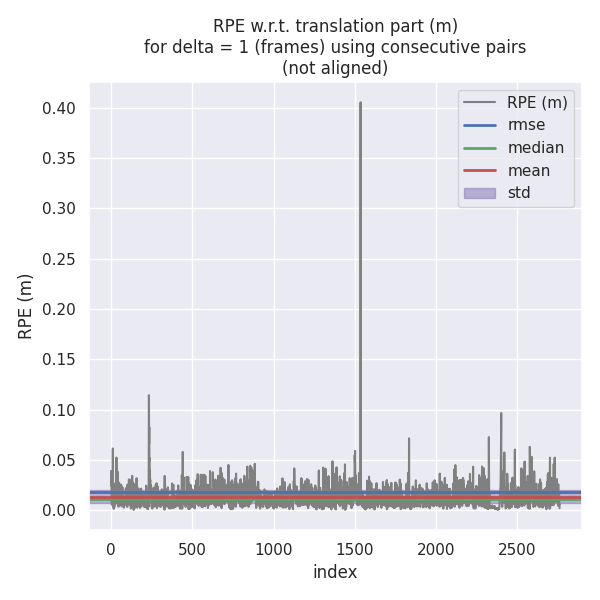 RPE w.r.t. translation part (m)
for delta = 1 (frames) using consecutive pairs
(not aligned)
RPE (m)
rmse
median
mean
std
0.40
0.35
0.30
0.25
0.20
0.15
0.10
0.05
0.00
RPE (m)
0
500
1000
1500
2000
2500
index